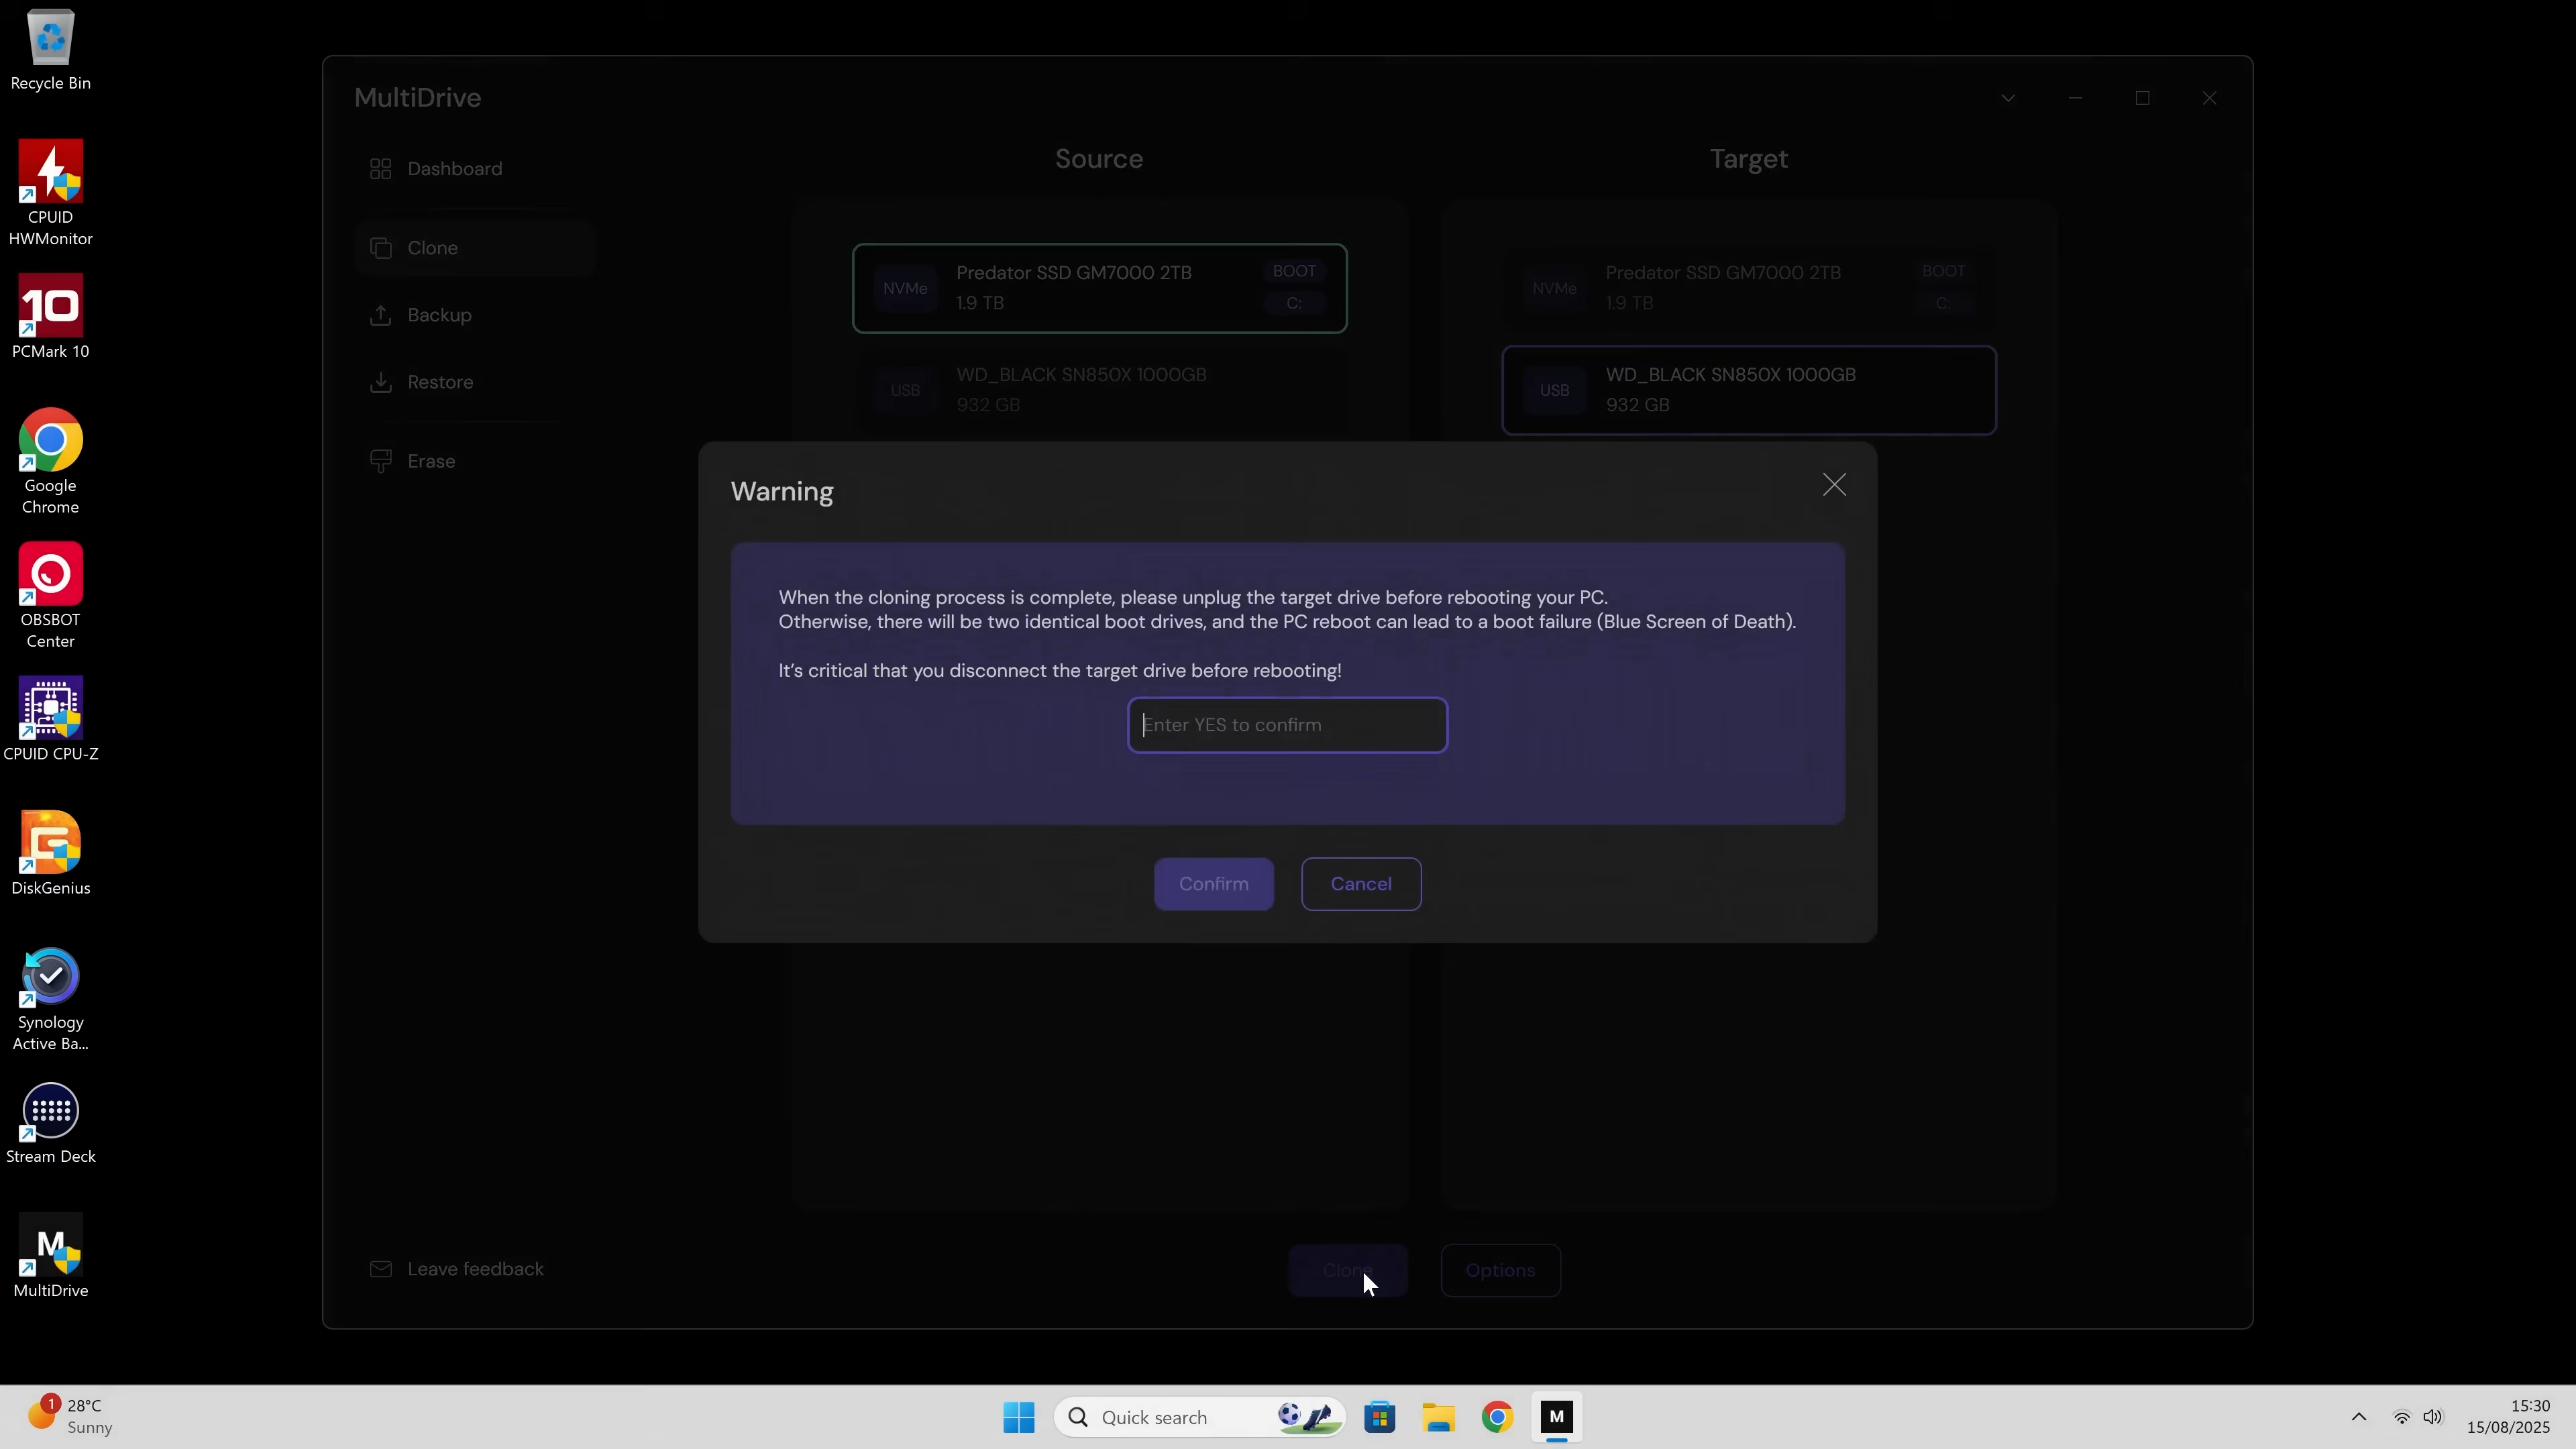 Recycle Bin
CPUID
HWMonitor
10
PCMark 10
Google
Chrome
OBSBOT
Center
CPUID CPU-Z
DiskGenius
Synology
Active Ba...
Stream Deck
M
MultiDrive
MultiDrive
Dashboard
Clone
Backup
Restore
Erase
Leave feedback
Source
NVMe
Predator SSD GM7000 2TB
1.9 TB
BOOT
C:
USB
WD_BLACK SN850X 1000GB
932 GB
Target
NVMe
Predator SSD GM7000 2TB
1.9 TB
BOOT
C:
USB
WD_BLACK SN850X 1000GB
932 GB
Warning
When the cloning process is complete, please unplug the target drive before rebooting your PC.
Otherwise, there will be two identical boot drives, and the PC reboot can lead to a boot failure (Blue Screen of Death).
It's critical that you disconnect the target drive before rebooting!
Enter YES to confirm
Confirm
Cancel
Clone
Options
1
28°C
Sunny
Quick search
M
15:30
15/08/2025